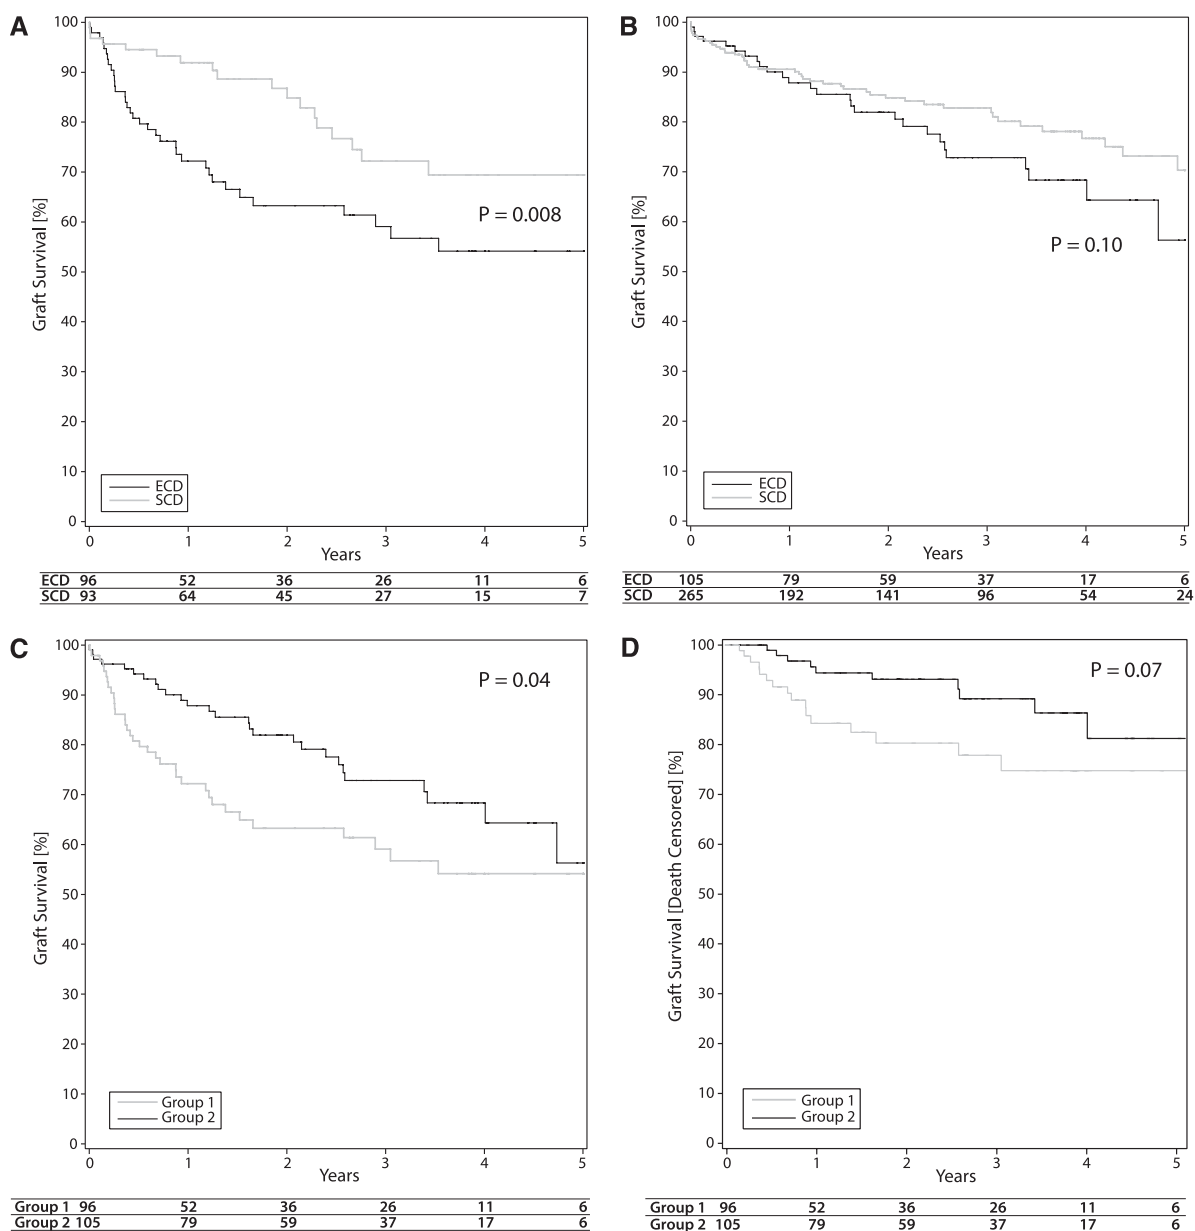 A
100
90
80
70
60
50
40
30
20
10
0
Graft Survival [%]
P = 0.008
ECD
SCD
0 1 2 3 4 5
Years
ECD 96 52 36 26 11 6
SCD 93 64 45 27 15 7
B
100
90
80
70
60
50
40
30
20
10
0
Graft Survival [%]
P = 0.10
ECD
SCD
0 1 2 3 4 5
Years
ECD 105 79 59 37 17 6
SCD 265 192 141 96 54 24
C
100
90
80
70
60
50
40
30
20
10
0
Graft Survival [%]
P = 0.04
Group 1
Group 2
0 1 2 3 4 5
Years
Group 1 96 52 36 26 11 6
Group 2 105 79 59 37 17 6
D
100
90
80
70
60
50
40
30
20
10
0
Graft Survival [Death Censored] [%]
P = 0.07
Group 1
Group 2
0 1 2 3 4 5
Years
Group 1 96 52 36 26 11 6
Group 2 105 79 59 37 17 6